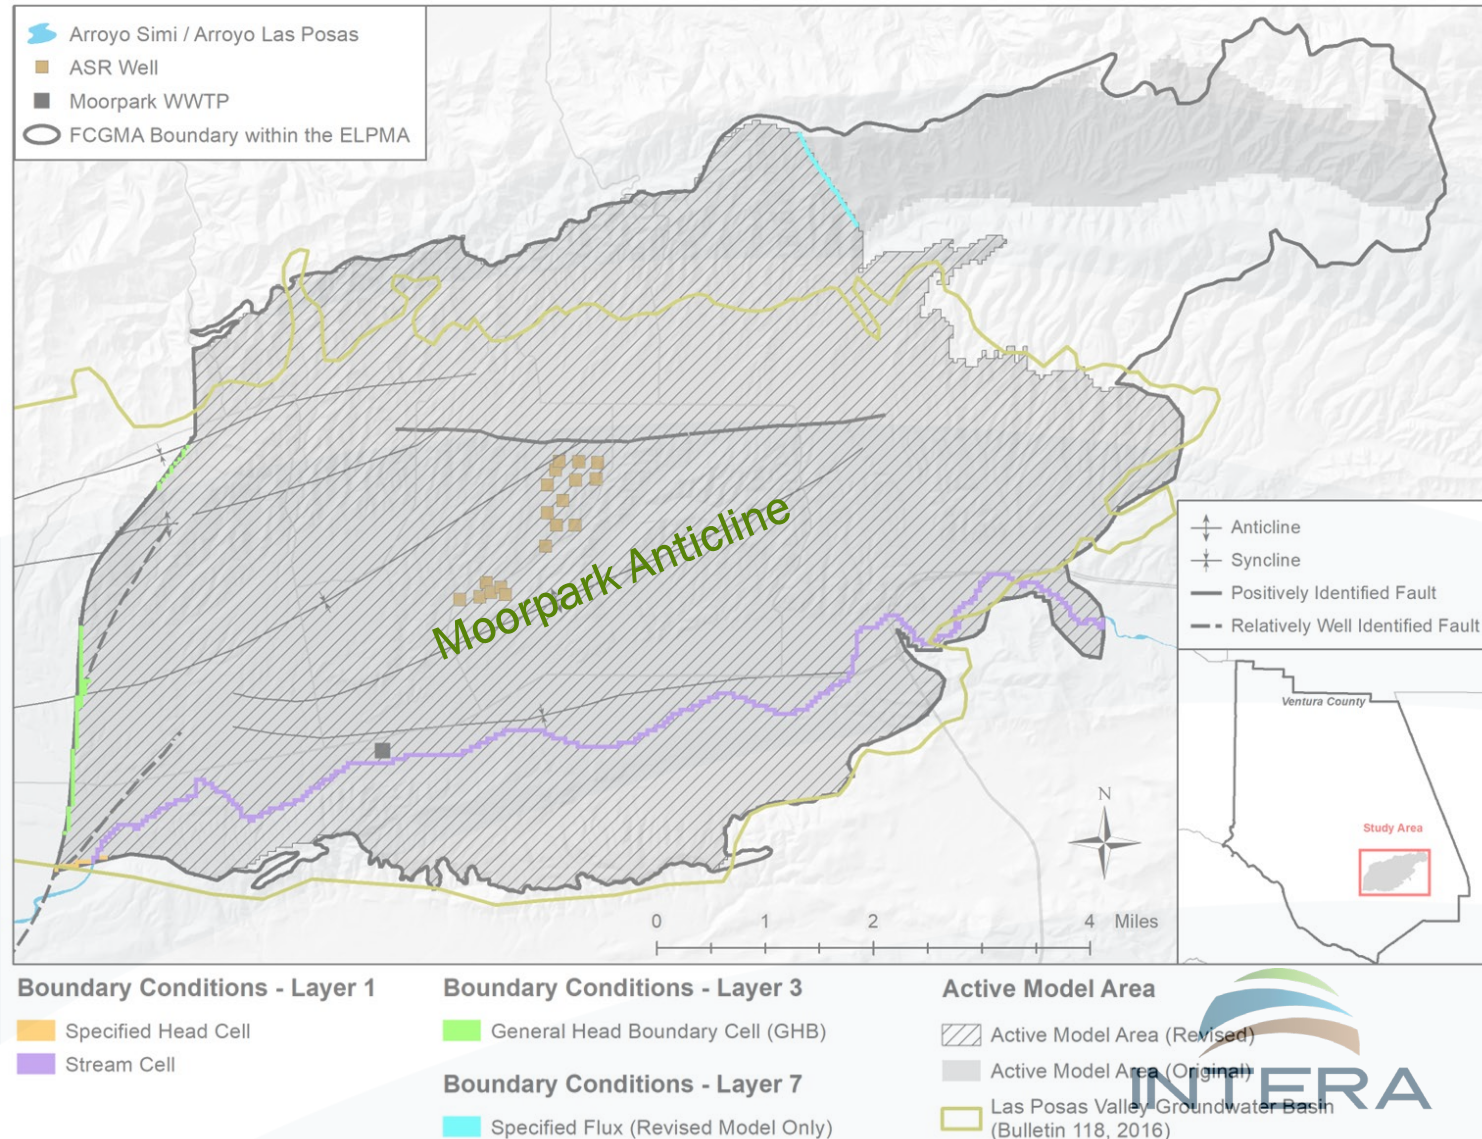 Arroyo Simi / Arroyo Las Posas
ASR Well
Moorpark WWTP
FCGMA Boundary within the ELPMA
Moorpark Anticline
Anticline
Syncline
Positively Identified Fault
Relatively Well Identified Fault
Ventura County
Study Area
N
0 1 2 4 Miles
Boundary Conditions - Layer 1
Specified Head Cell
Stream Cell
Boundary Conditions - Layer 3
General Head Boundary Cell (GHB)
Boundary Conditions - Layer 7
Specified Flux (Revised Model Only)
Active Model Area
Active Model Area (Revised)
Active Model Area (Original)
Las Posas Valley Groundwater Basin
(Bulletin 118, 2016)
INTERA